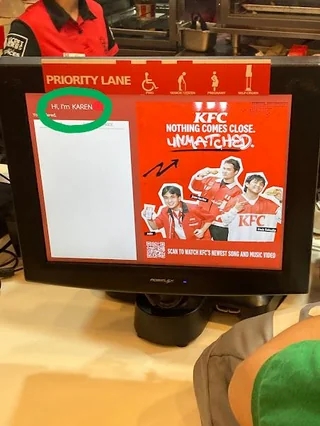 PRIORITY LANE
Hi, I'm KAREN
KFC
NOTHING COMES CLOSE.
UNMATCHED.
KFC
SCAN TO WATCH KFC'S NEWEST SONG AND MUSIC VIDEO